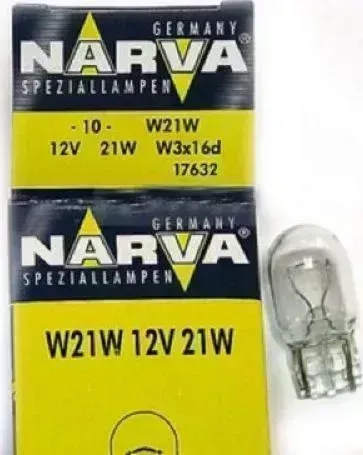 GERMANY
NARVA
SPEZIALLAMPEN
- 10 - W21W
12V 21W W3x16d
17632
GERMANY
NARVA
SPEZIALLAMPEN
W21W 12V 21W